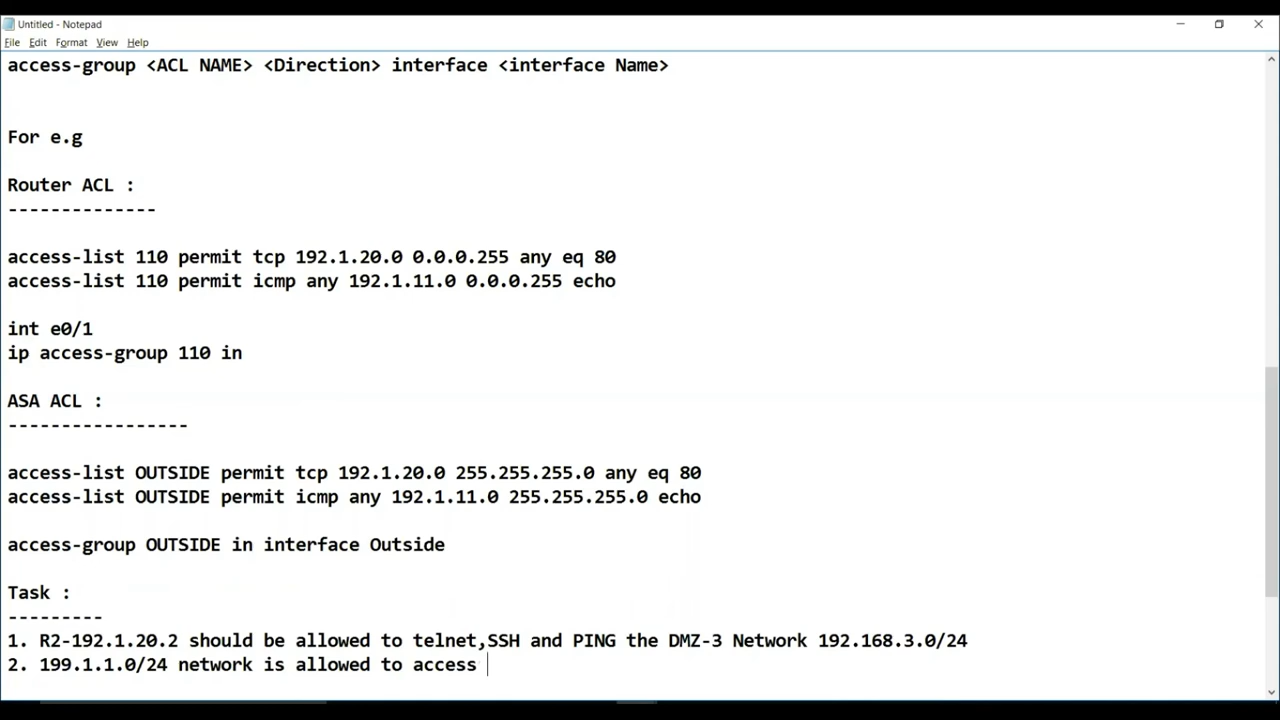 Untitled - Notepad
File Edit Format View Help
access-group <ACL NAME> <Direction> interface <interface Name>
For e.g
Router ACL :
--------------
access-list 110 permit tcp 192.1.20.0 0.0.0.255 any eq 80
access-list 110 permit icmp any 192.1.11.0 0.0.0.255 echo
int e0/1
ip access-group 110 in
ASA ACL :
-----------------
access-list OUTSIDE permit tcp 192.1.20.0 255.255.255.0 any eq 80
access-list OUTSIDE permit icmp any 192.1.11.0 255.255.255.0 echo
access-group OUTSIDE in interface Outside
Task :
---------
1. R2-192.1.20.2 should be allowed to telnet,SSH and PING the DMZ-3 Network 192.168.3.0/24
2. 199.1.1.0/24 network is allowed to access